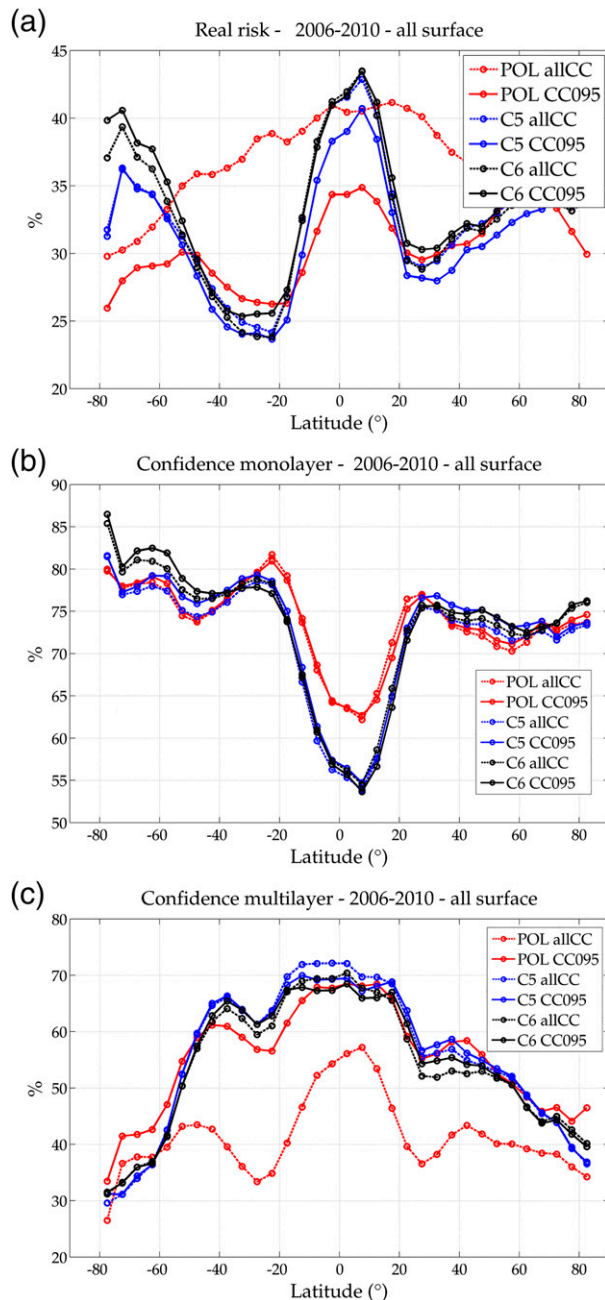 (a)
Real risk - 2006-2010 - all surface
45
40
35
30
25
20
%
-80 -60 -40 -20 0 20 40 60 80
Latitude (°)
POL allCC
POL CC095
C5 allCC
C5 CC095
C6 allCC
C6 CC095
(b)
Confidence monolayer - 2006-2010 - all surface
90
85
80
75
70
65
60
55
50
%
-80 -60 -40 -20 0 20 40 60 80
Latitude (°)
POL allCC
POL CC095
C5 allCC
C5 CC095
C6 allCC
C6 CC095
(c)
Confidence multilayer - 2006-2010 - all surface
80
70
60
50
40
30
20
%
-80 -60 -40 -20 0 20 40 60 80
Latitude (°)
POL allCC
POL CC095
C5 allCC
C5 CC095
C6 allCC
C6 CC095